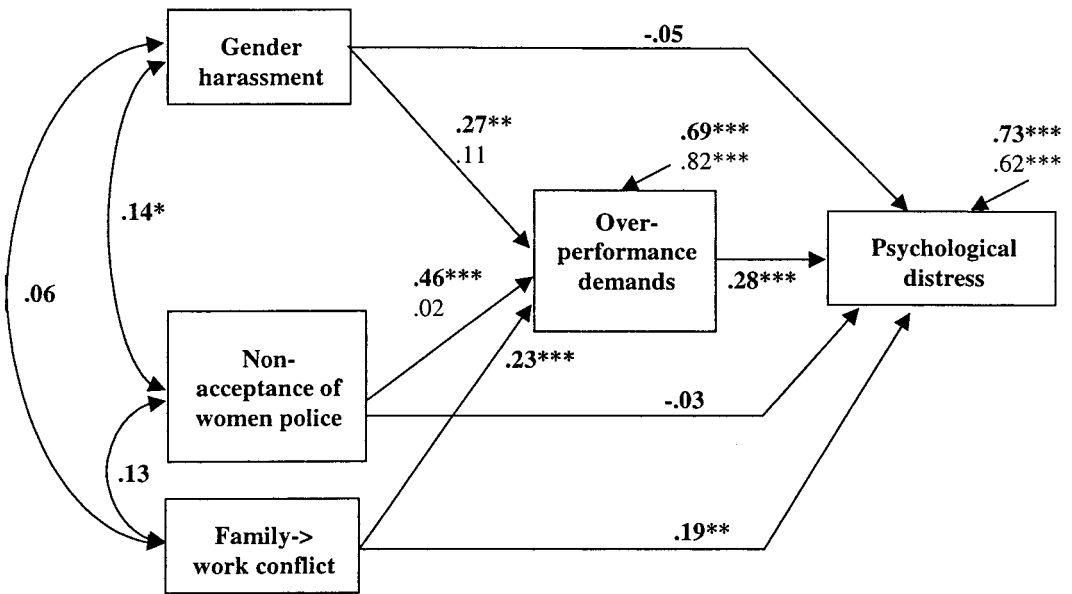 Gender
harassment
-.05
.27**
.11
.69***
.82***
.73***
.62***
.14*
Over-
performance
demands
Psychological
distress
.28***
.46***
.02
.06
.23***
Non-
acceptance of
women police
-.03
.13
Family->
work conflict
.19**